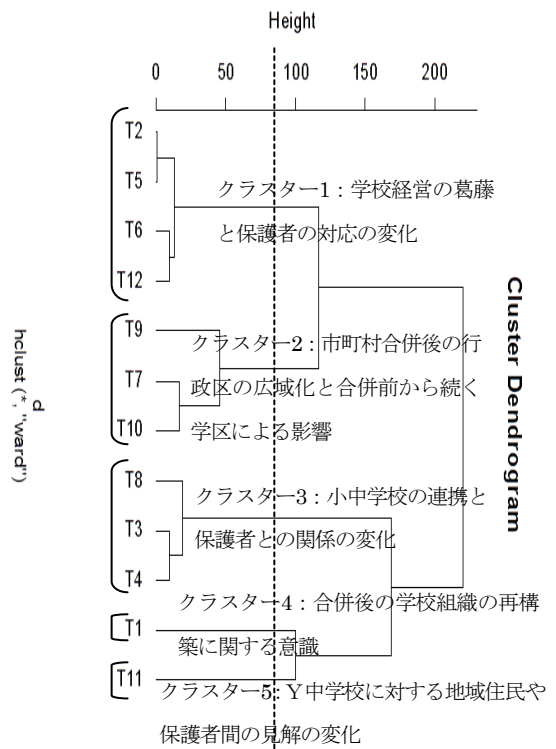 Height
0 50 100 150 200
T2
T5
T6
T12
T9
T7
T10
T8
T3
T4
T1
T11
クラスター1：学校経営の葛藤
と保護者の対応の変化
クラスター2：市町村合併後の行
政区の広域化と合併前から続く
学区による影響
クラスター3：小中学校の連携と
保護者との関係の変化
クラスター4：合併後の学校組織の再構
築に関する意識
クラスター5：Y中学校に対する地域住民や
保護者間の見解の変化
Cluster Dendrogram
d
hclust (*, "ward")